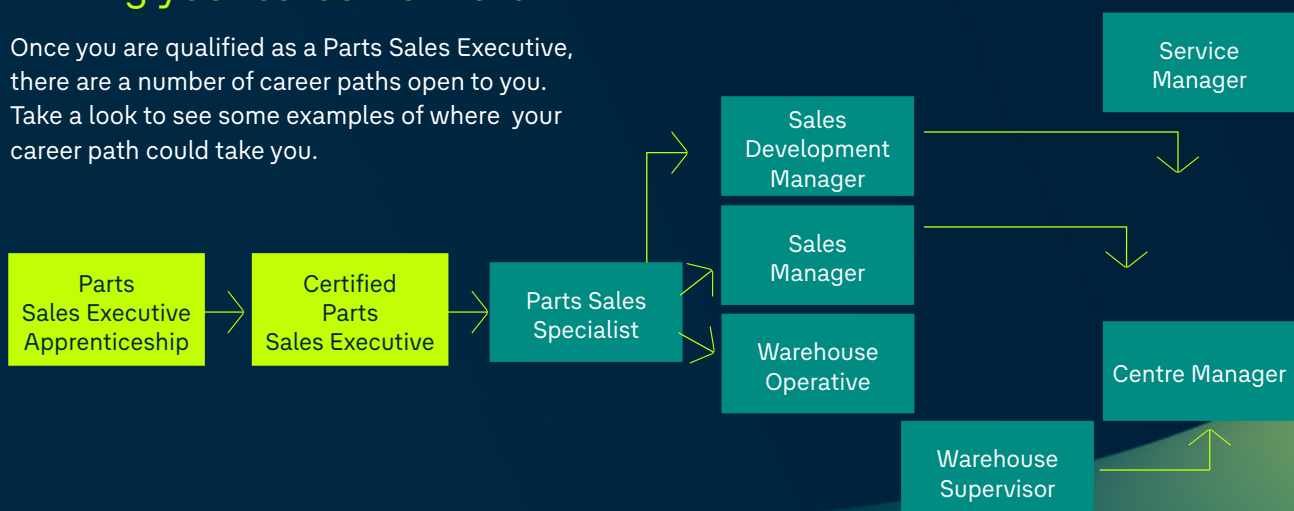 Once you are qualified as a Parts Sales Executive,
there are a number of career paths open to you.
Take a look to see some examples of where your
career path could take you.
Service
Manager
Sales
Development
Manager
Sales
Manager
Parts
Sales Executive
Apprenticeship
Certified
Parts
Sales Executive
Parts Sales
Specialist
Warehouse
Operative
Centre Manager
Warehouse
Supervisor